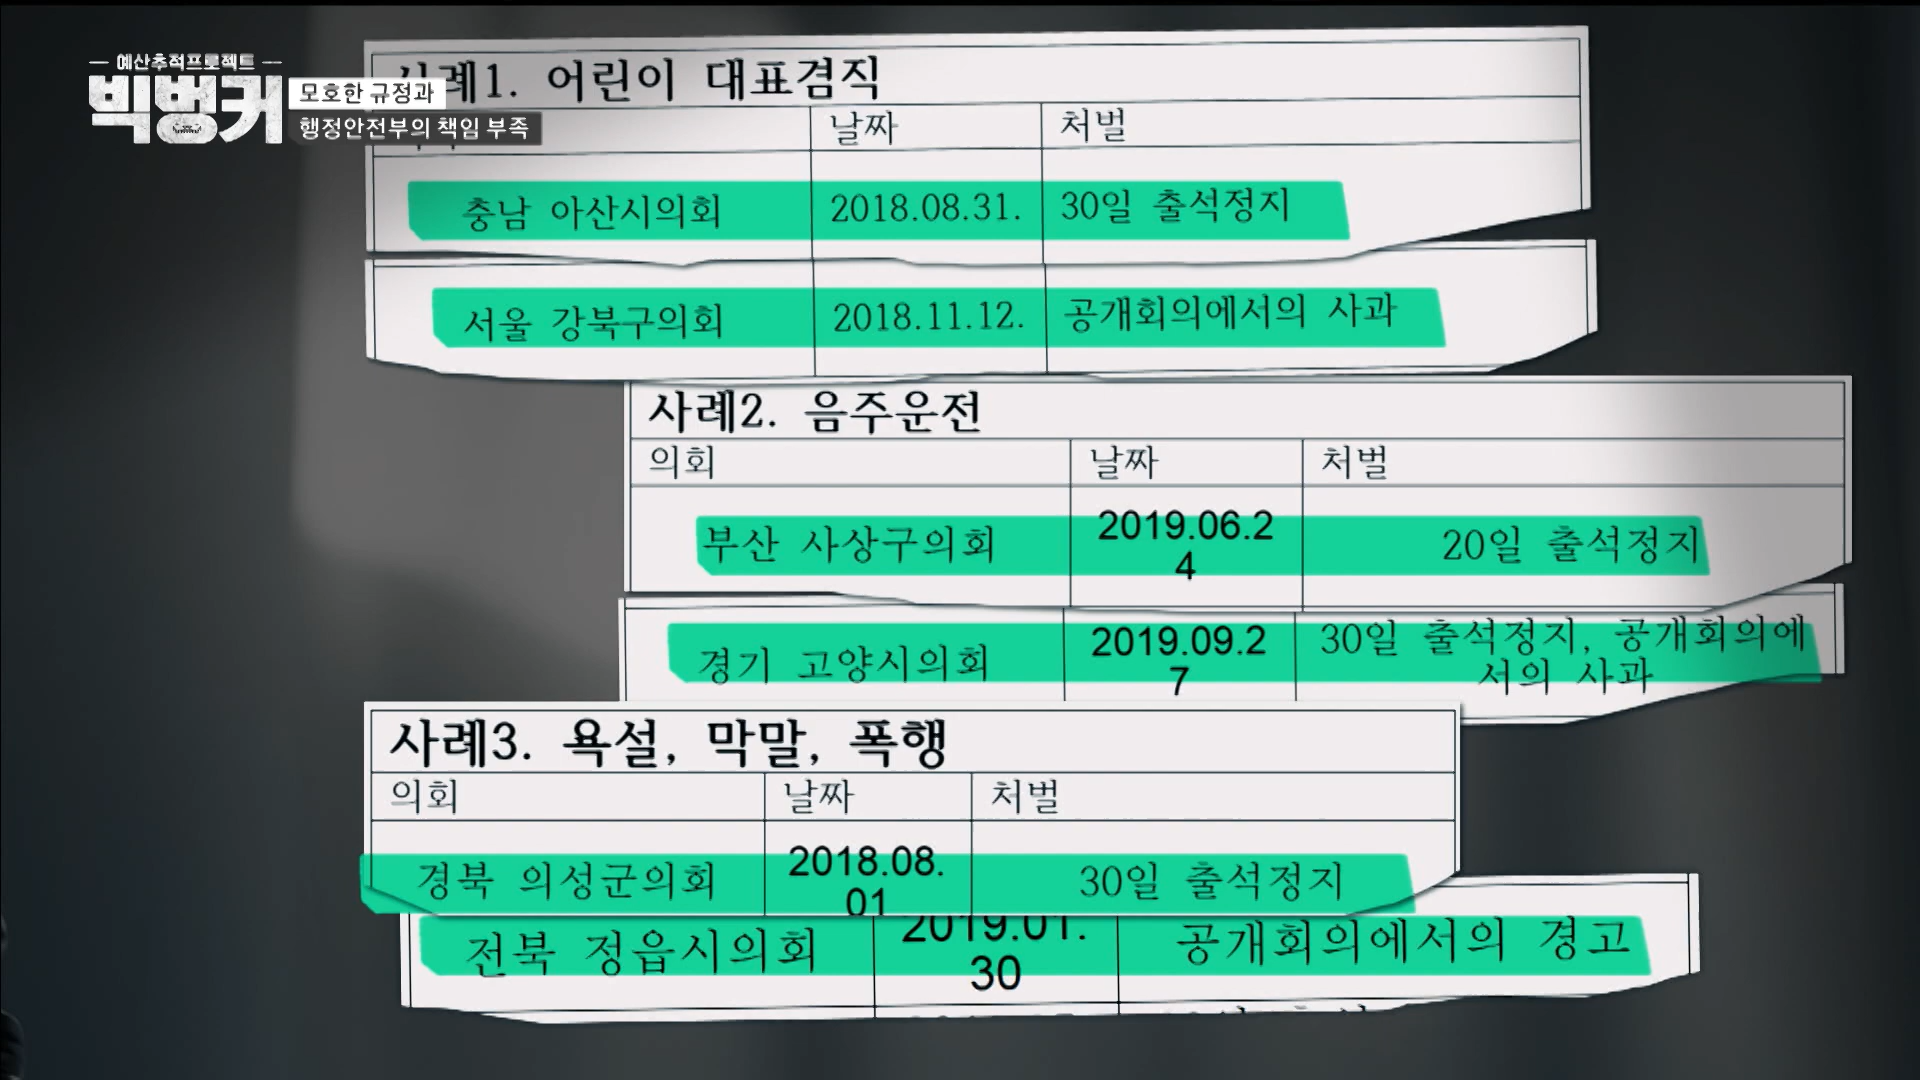 예산추적프로젝트
빅벙커
모호한 규정과
행정안전부의 책임 부족
사례1. 어린이 대표겸직
날짜 처벌
충남 아산시의회 2018.08.31. 30일 출석정지
서울 강북구의회 2018.11.12. 공개회의에서의 사과
사례2. 음주운전
의회 날짜 처벌
부산 사상구의회 2019.06.2
4 20일 출석정지
경기 고양시의회 2019.09.2
7 30일 출석정지, 공개회의에
서의 사과
사례3. 욕설, 막말, 폭행
의회 날짜 처벌
경북 의성군의회 2018.08.
01 30일 출석정지
전북 정읍시의회 2019.01.
30 공개회의에서의 경고